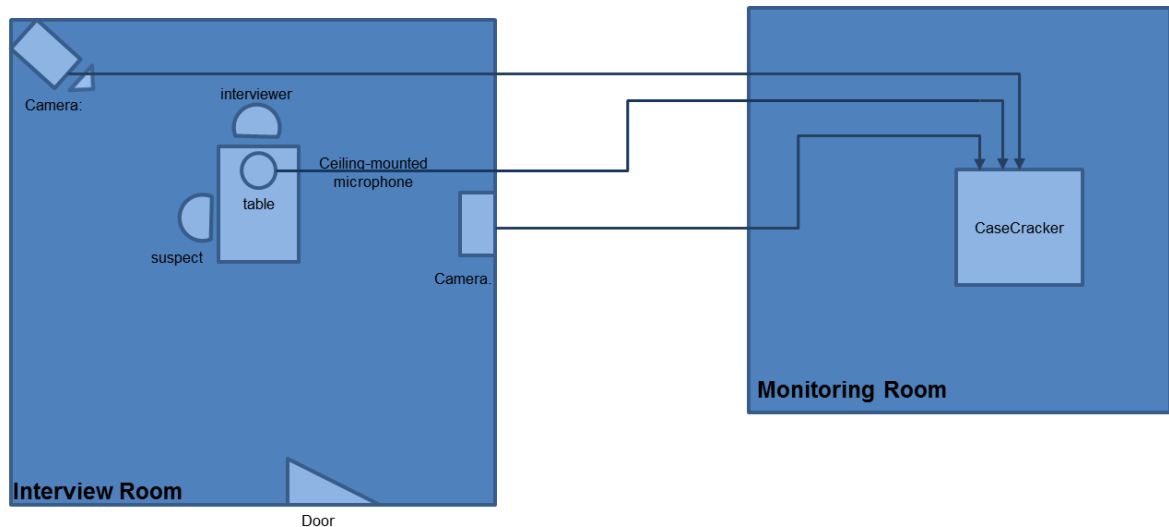 Camera:
interviewer
Ceiling-mounted
microphone
table
suspect
Camera.
CaseCracker
Monitoring Room
Interview Room
Door